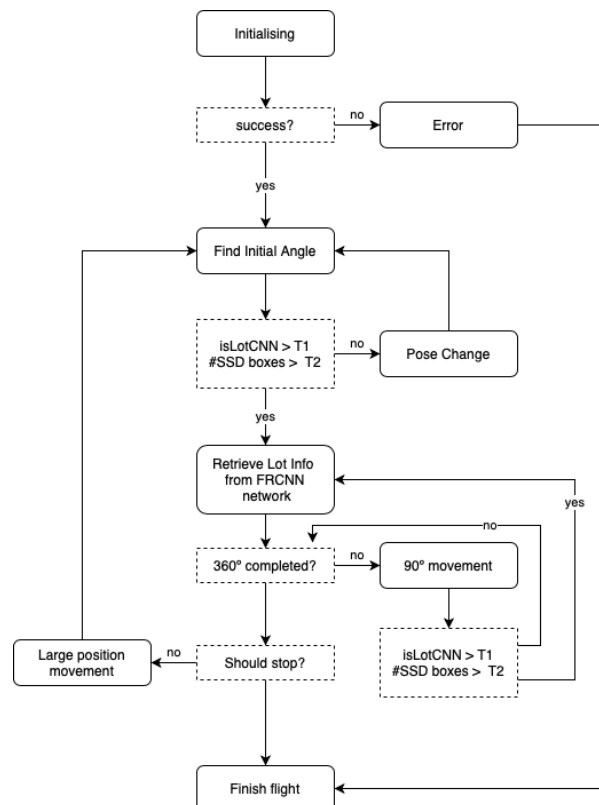 Initialising
success?
no
Error
yes
Find Initial Angle
isLotCNN > T1
#SSD boxes > T2
no
Pose Change
yes
Retrieve Lot Info
from FRCNN
network
yes
no
360º completed?
no
90º movement
isLotCNN > T1
#SSD boxes > T2
Large position
movement
no
Should stop?
Finish flight